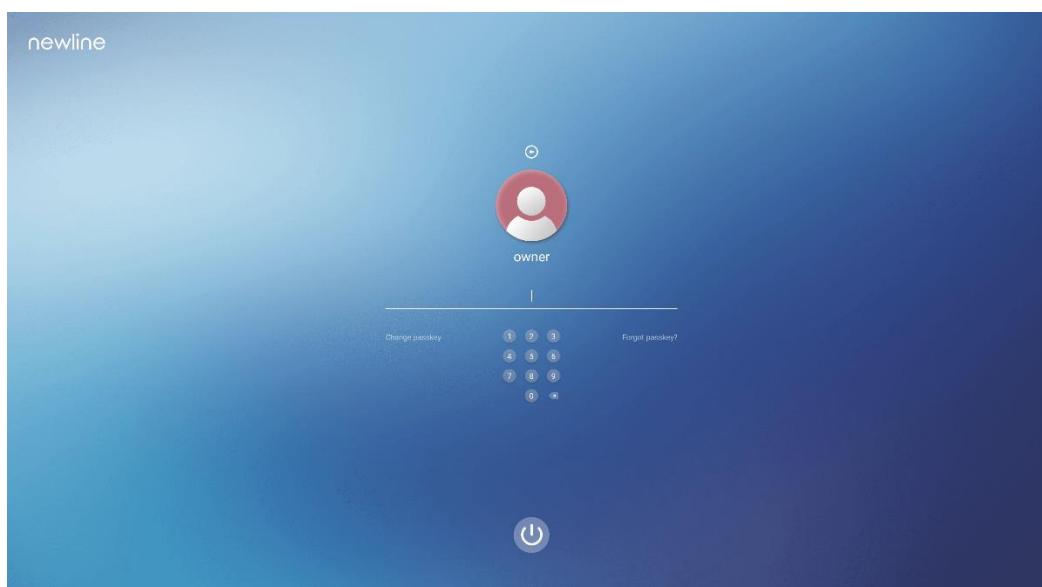 newline
owner
Change passkey
Forgot passkey?
1 2 3
4 5 6
7 8 9
0